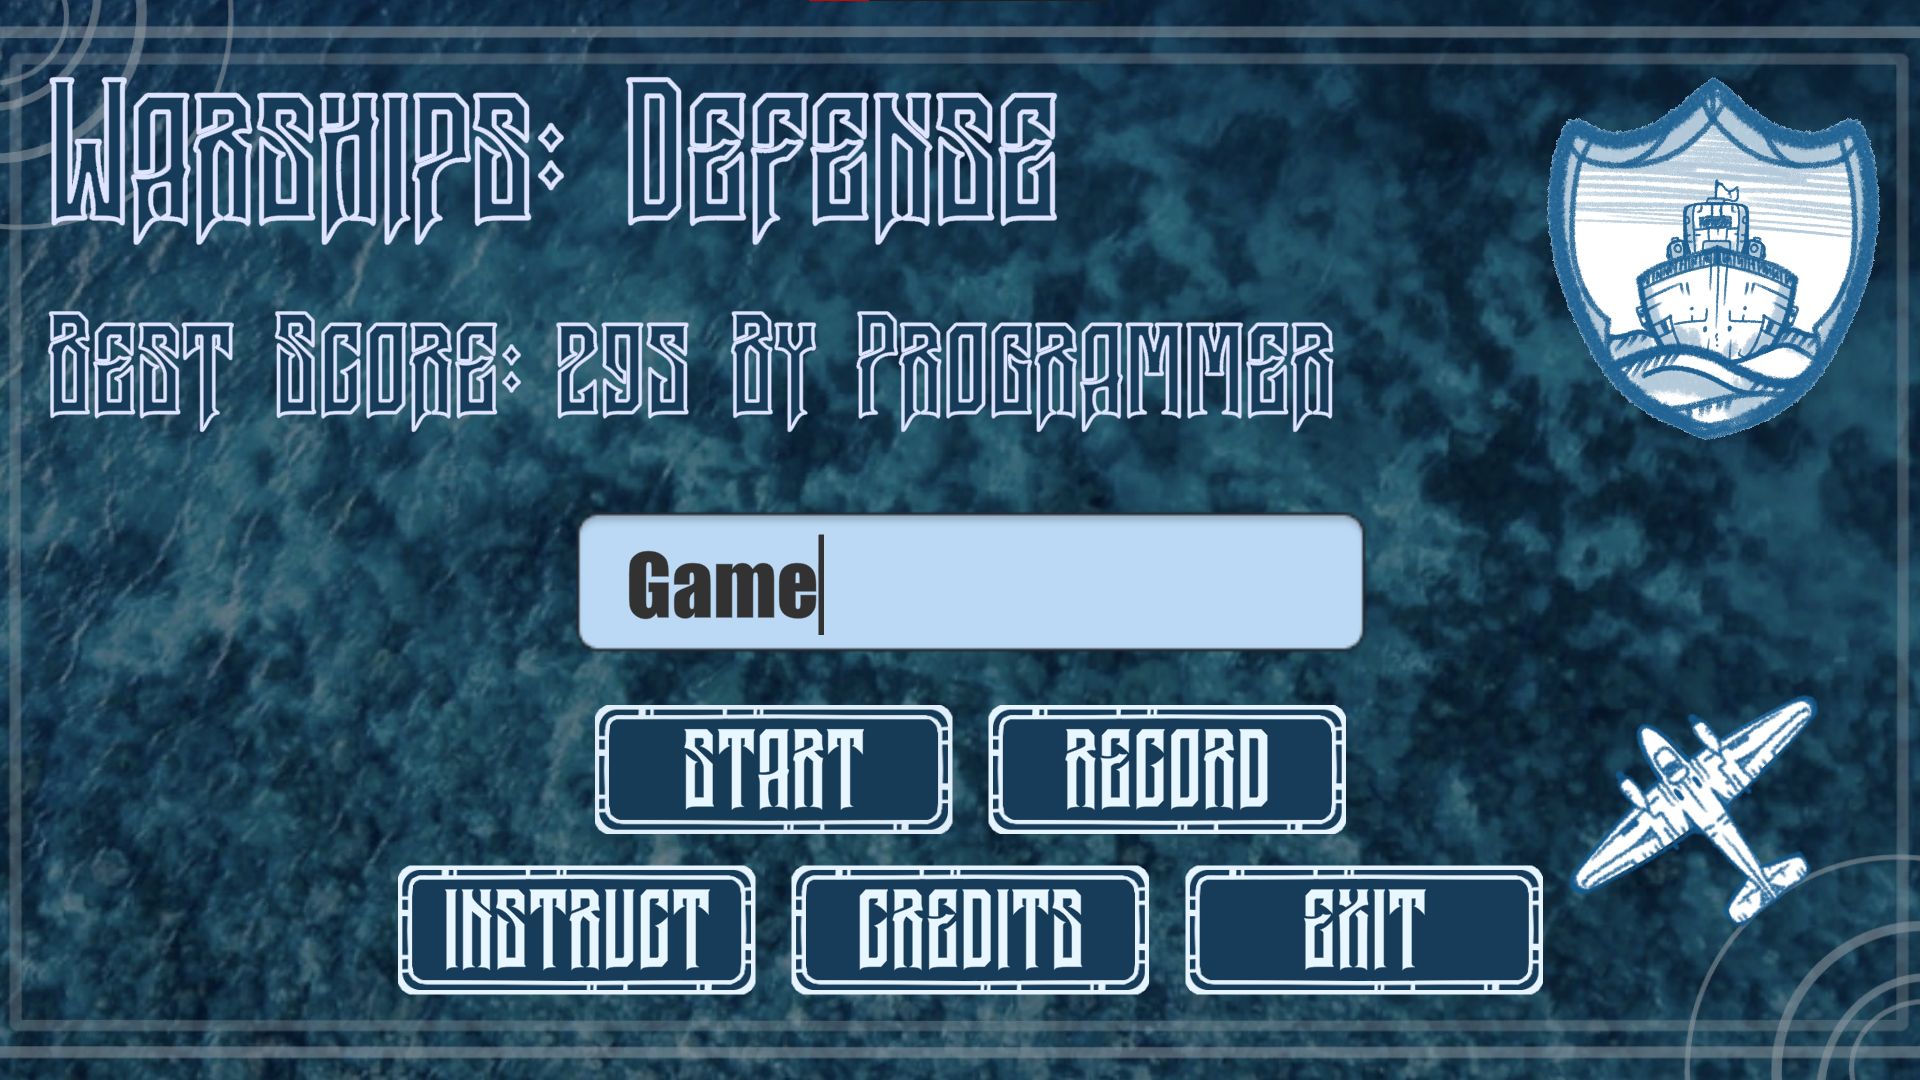 Warships: Defense
Best Score: 295 By Programmer
Game
START RECORD
INSTRUCT CREDITS EXIT